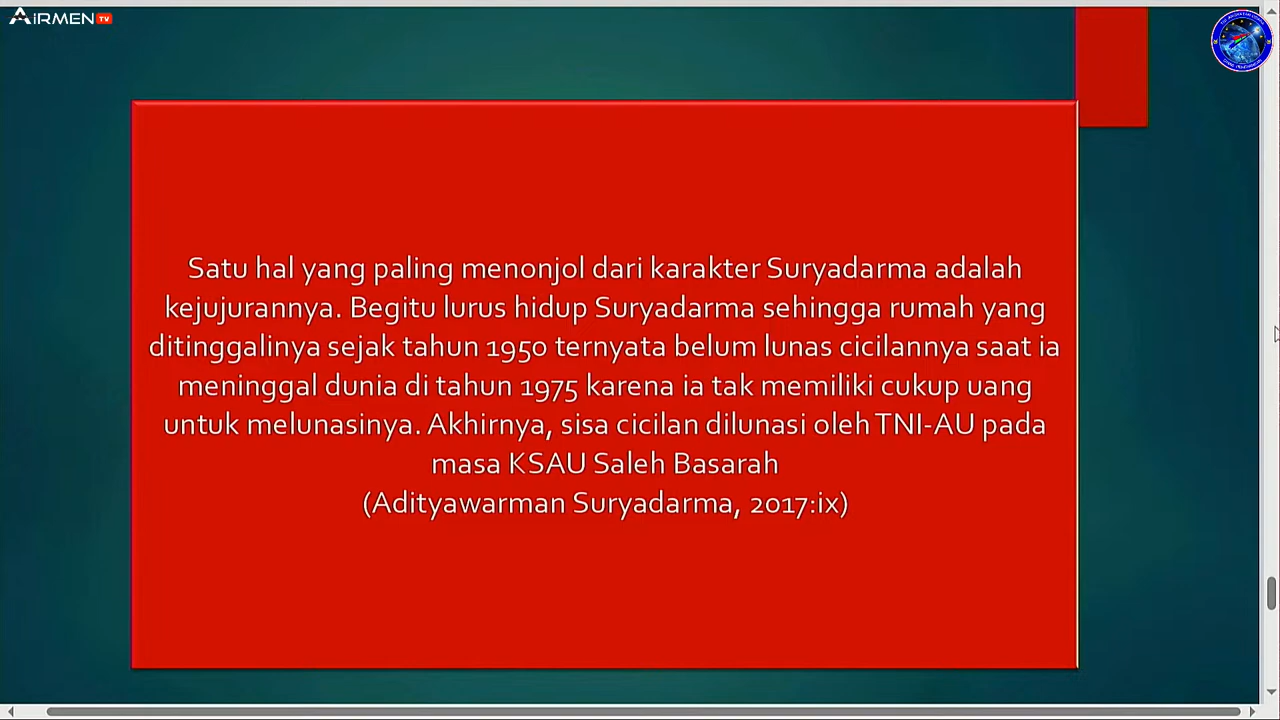 AIRMEN TV
Satu hal yang paling menonjol dari karakter Suryadarma adalah
kejujurannya. Begitu lurus hidup Suryadarma sehingga rumah yang
ditinggalinya sejak tahun 1950 ternyata belum lunas cicilannya saat ia
meninggal dunia di tahun 1975 karena ia tak memiliki cukup uang
untuk melunasinya. Akhirnya, sisa cicilan dilunasi oleh TNI-AU pada
masa KSAU Saleh Basarah
(Adityawarman Suryadarma, 2017:ix)